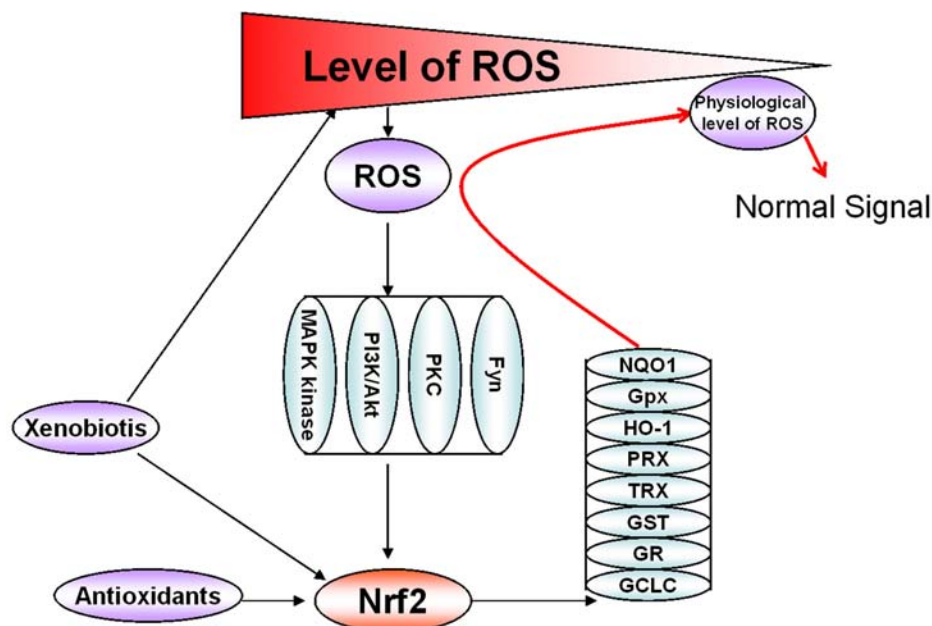 Level of ROS
Physiological
level of ROS
ROS
Normal Signal
MAPK kinase
PI3K/Akt
PKC
Fyn
NQO1
Gpx
HO-1
PRX
TRX
GST
GR
GCLC
Xenobiotis
Antioxidants
Nrf2